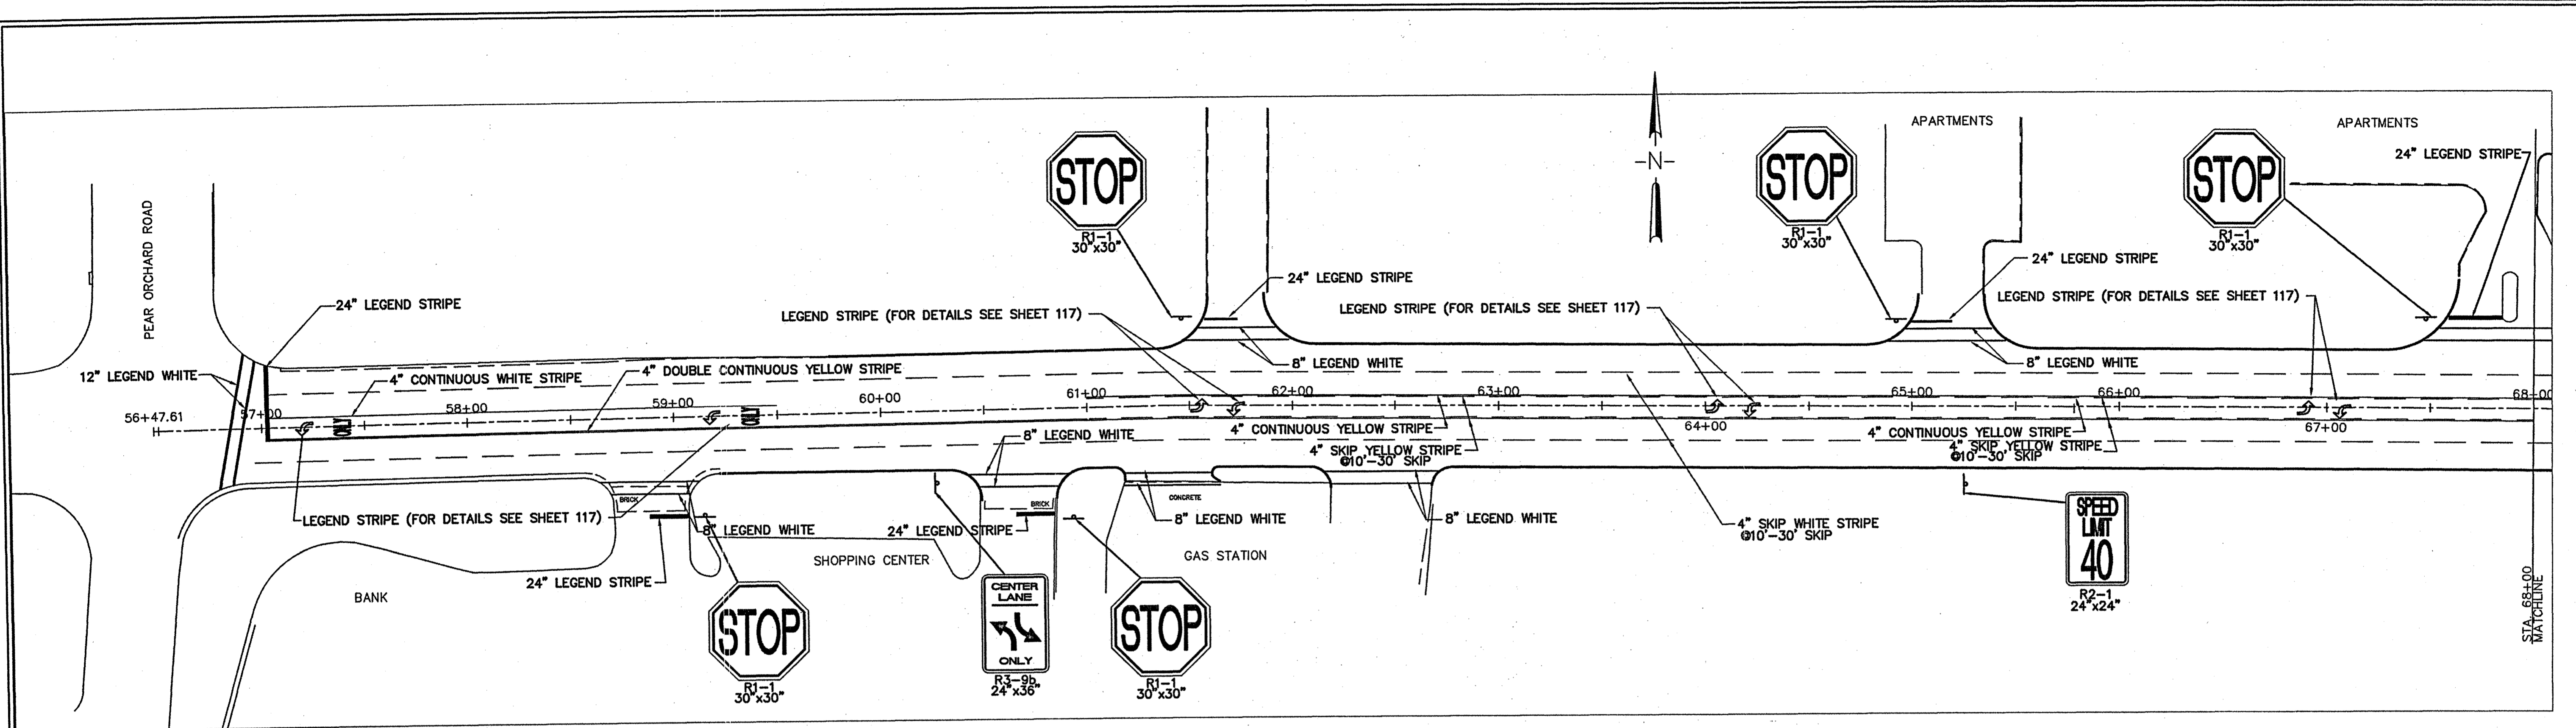 APARTMENTS
APARTMENTS
STOP
R1-1
30"x30"
-N-
STOP
R1-1
30"x30"
STOP
R1-1
30"x30"
24" LEGEND STRIPE
PEAR ORCHARD ROAD
24" LEGEND STRIPE
24" LEGEND STRIPE
24" LEGEND STRIPE
LEGEND STRIPE (FOR DETAILS SEE SHEET 117)
LEGEND STRIPE (FOR DETAILS SEE SHEET 117)
LEGEND STRIPE (FOR DETAILS SEE SHEET 117)
12" LEGEND WHITE
4" CONTINUOUS WHITE STRIPE
4" DOUBLE CONTINUOUS YELLOW STRIPE
8" LEGEND WHITE
8" LEGEND WHITE
56+47.61
57+00
58+00
59+00
60+00
61+00
62+00
63+00
64+00
65+00
66+00
67+00
68+00
ONLY
ONLY
8" LEGEND WHITE
4" CONTINUOUS YELLOW STRIPE
4" SKIP YELLOW STRIPE
@10'-30' SKIP
4" CONTINUOUS YELLOW STRIPE
4" SKIP YELLOW STRIPE
@10'-30' SKIP
BRICK
BRICK
CONCRETE
LEGEND STRIPE (FOR DETAILS SEE SHEET 117)
8" LEGEND WHITE
24" LEGEND STRIPE
8" LEGEND WHITE
8" LEGEND WHITE
4" SKIP WHITE STRIPE
@10'-30' SKIP
SHOPPING CENTER
GAS STATION
24" LEGEND STRIPE
BANK
STOP
R1-1
30"x30"
CENTER
LANE
ONLY
R3-9b
24"x36"
STOP
R1-1
30"x30"
SPEED
LIMIT
40
R2-1
24"x24"
STA. 68+00
MATCHLINE